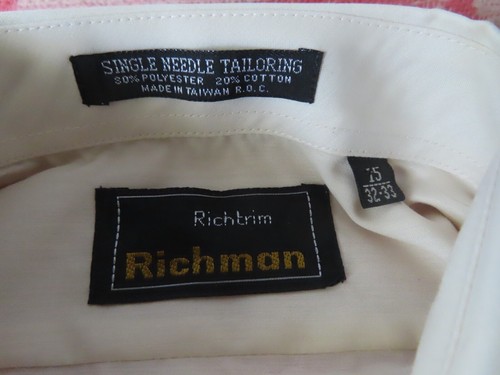 SINGLE NEEDLE TAILORING
80% POLYESTER 20% COTTON
MADE IN TAIWAN R.O.C.
15
32-33
Richtrim
Richman